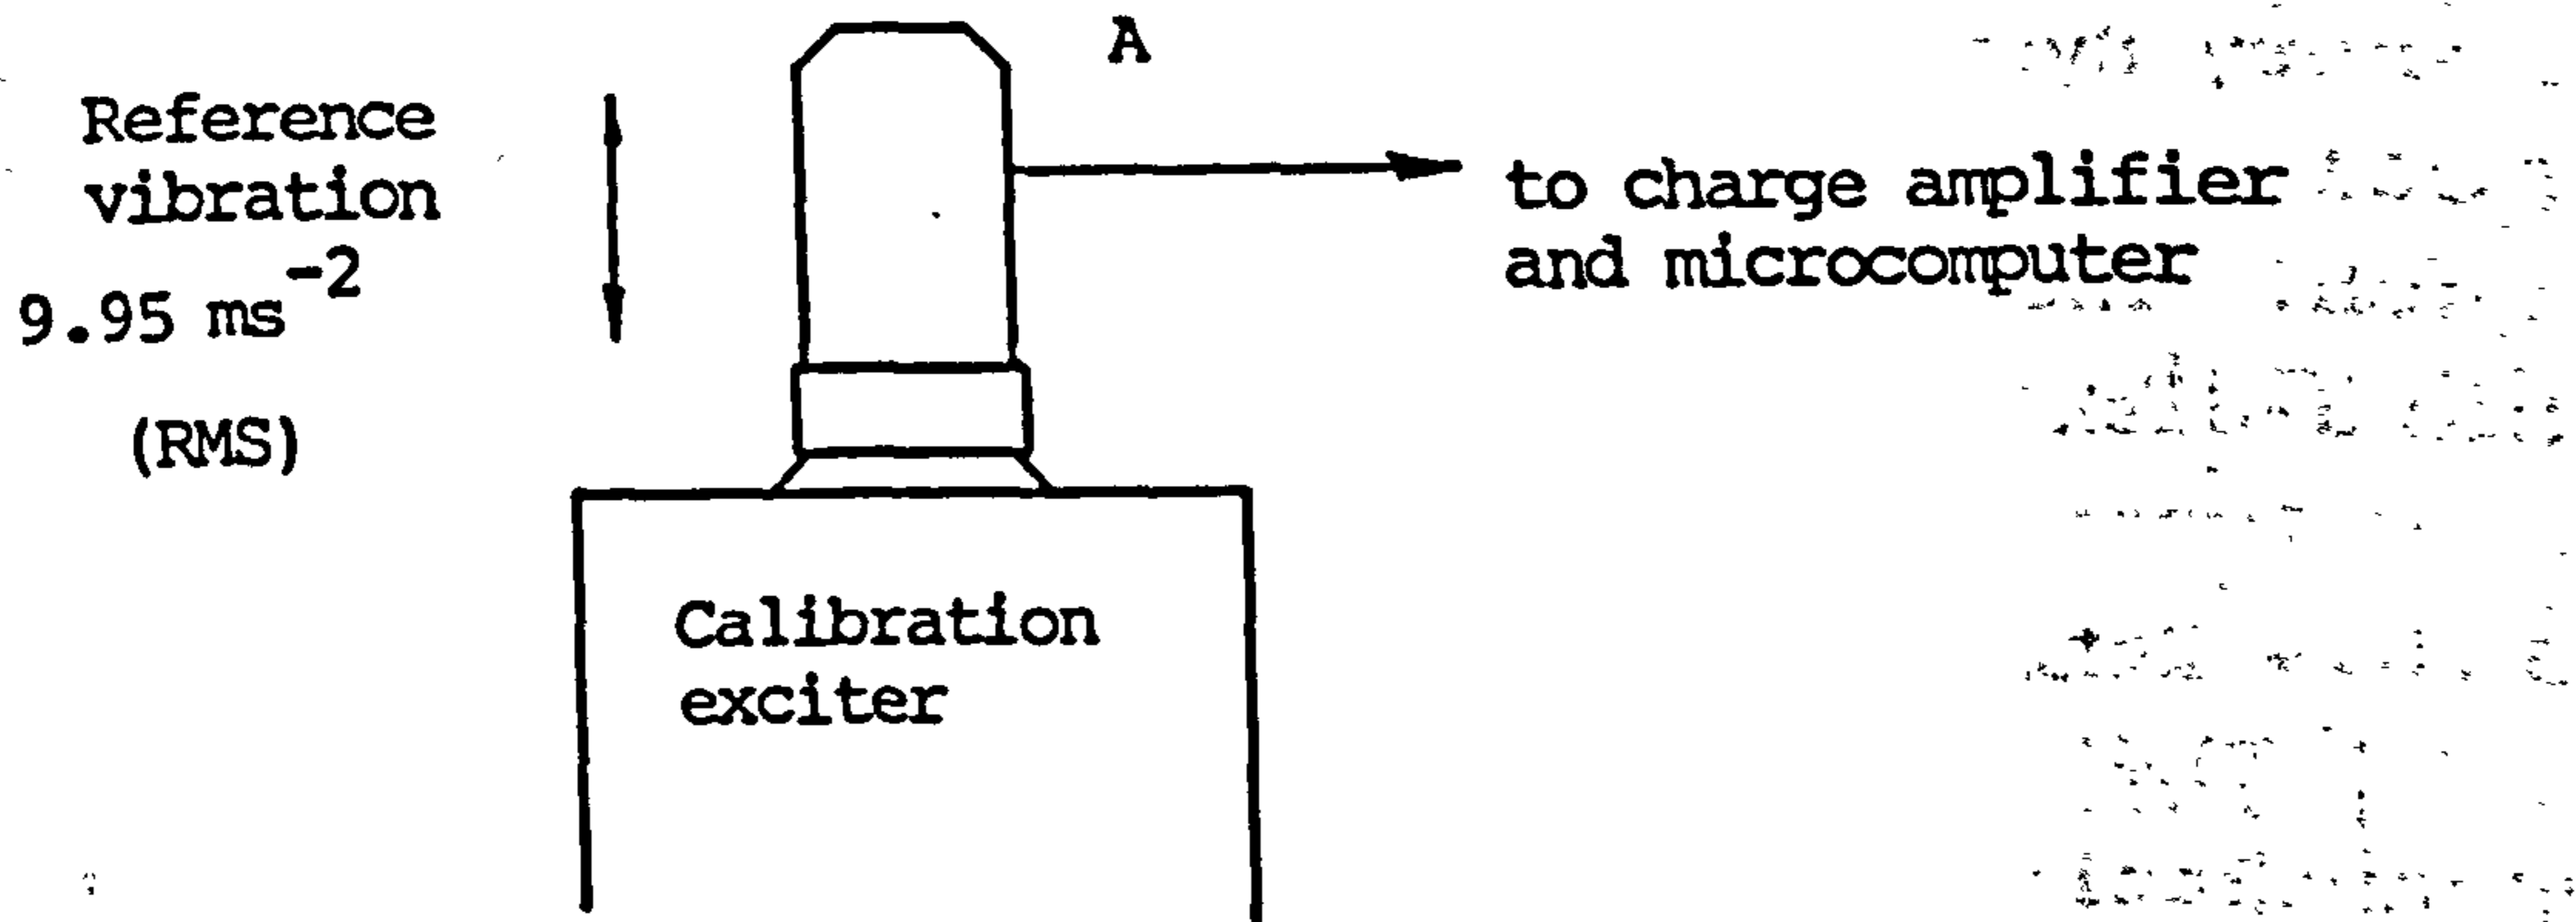 A
Reference
vibration
9.95 ms⁻²
(RMS)
to charge amplifier
and microcomputer
Calibration
exciter